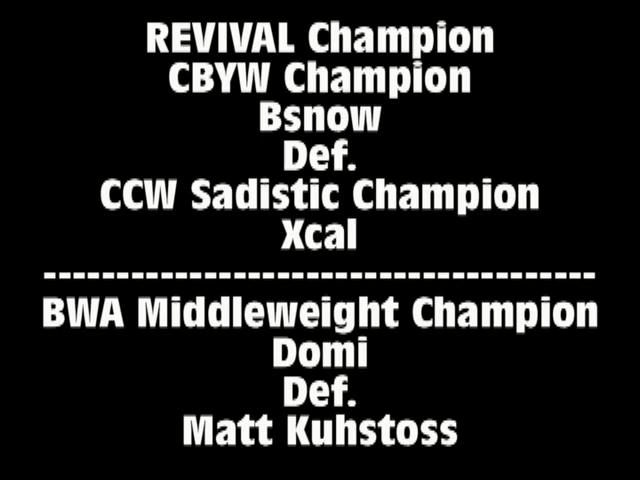 REVIVAL Champion
CBYW Champion
Bsnow
Def.
CCW Sadistic Champion
Xcal
---------------------------------------
BWA Middleweight Champion
Domi
Def.
Matt Kuhstoss